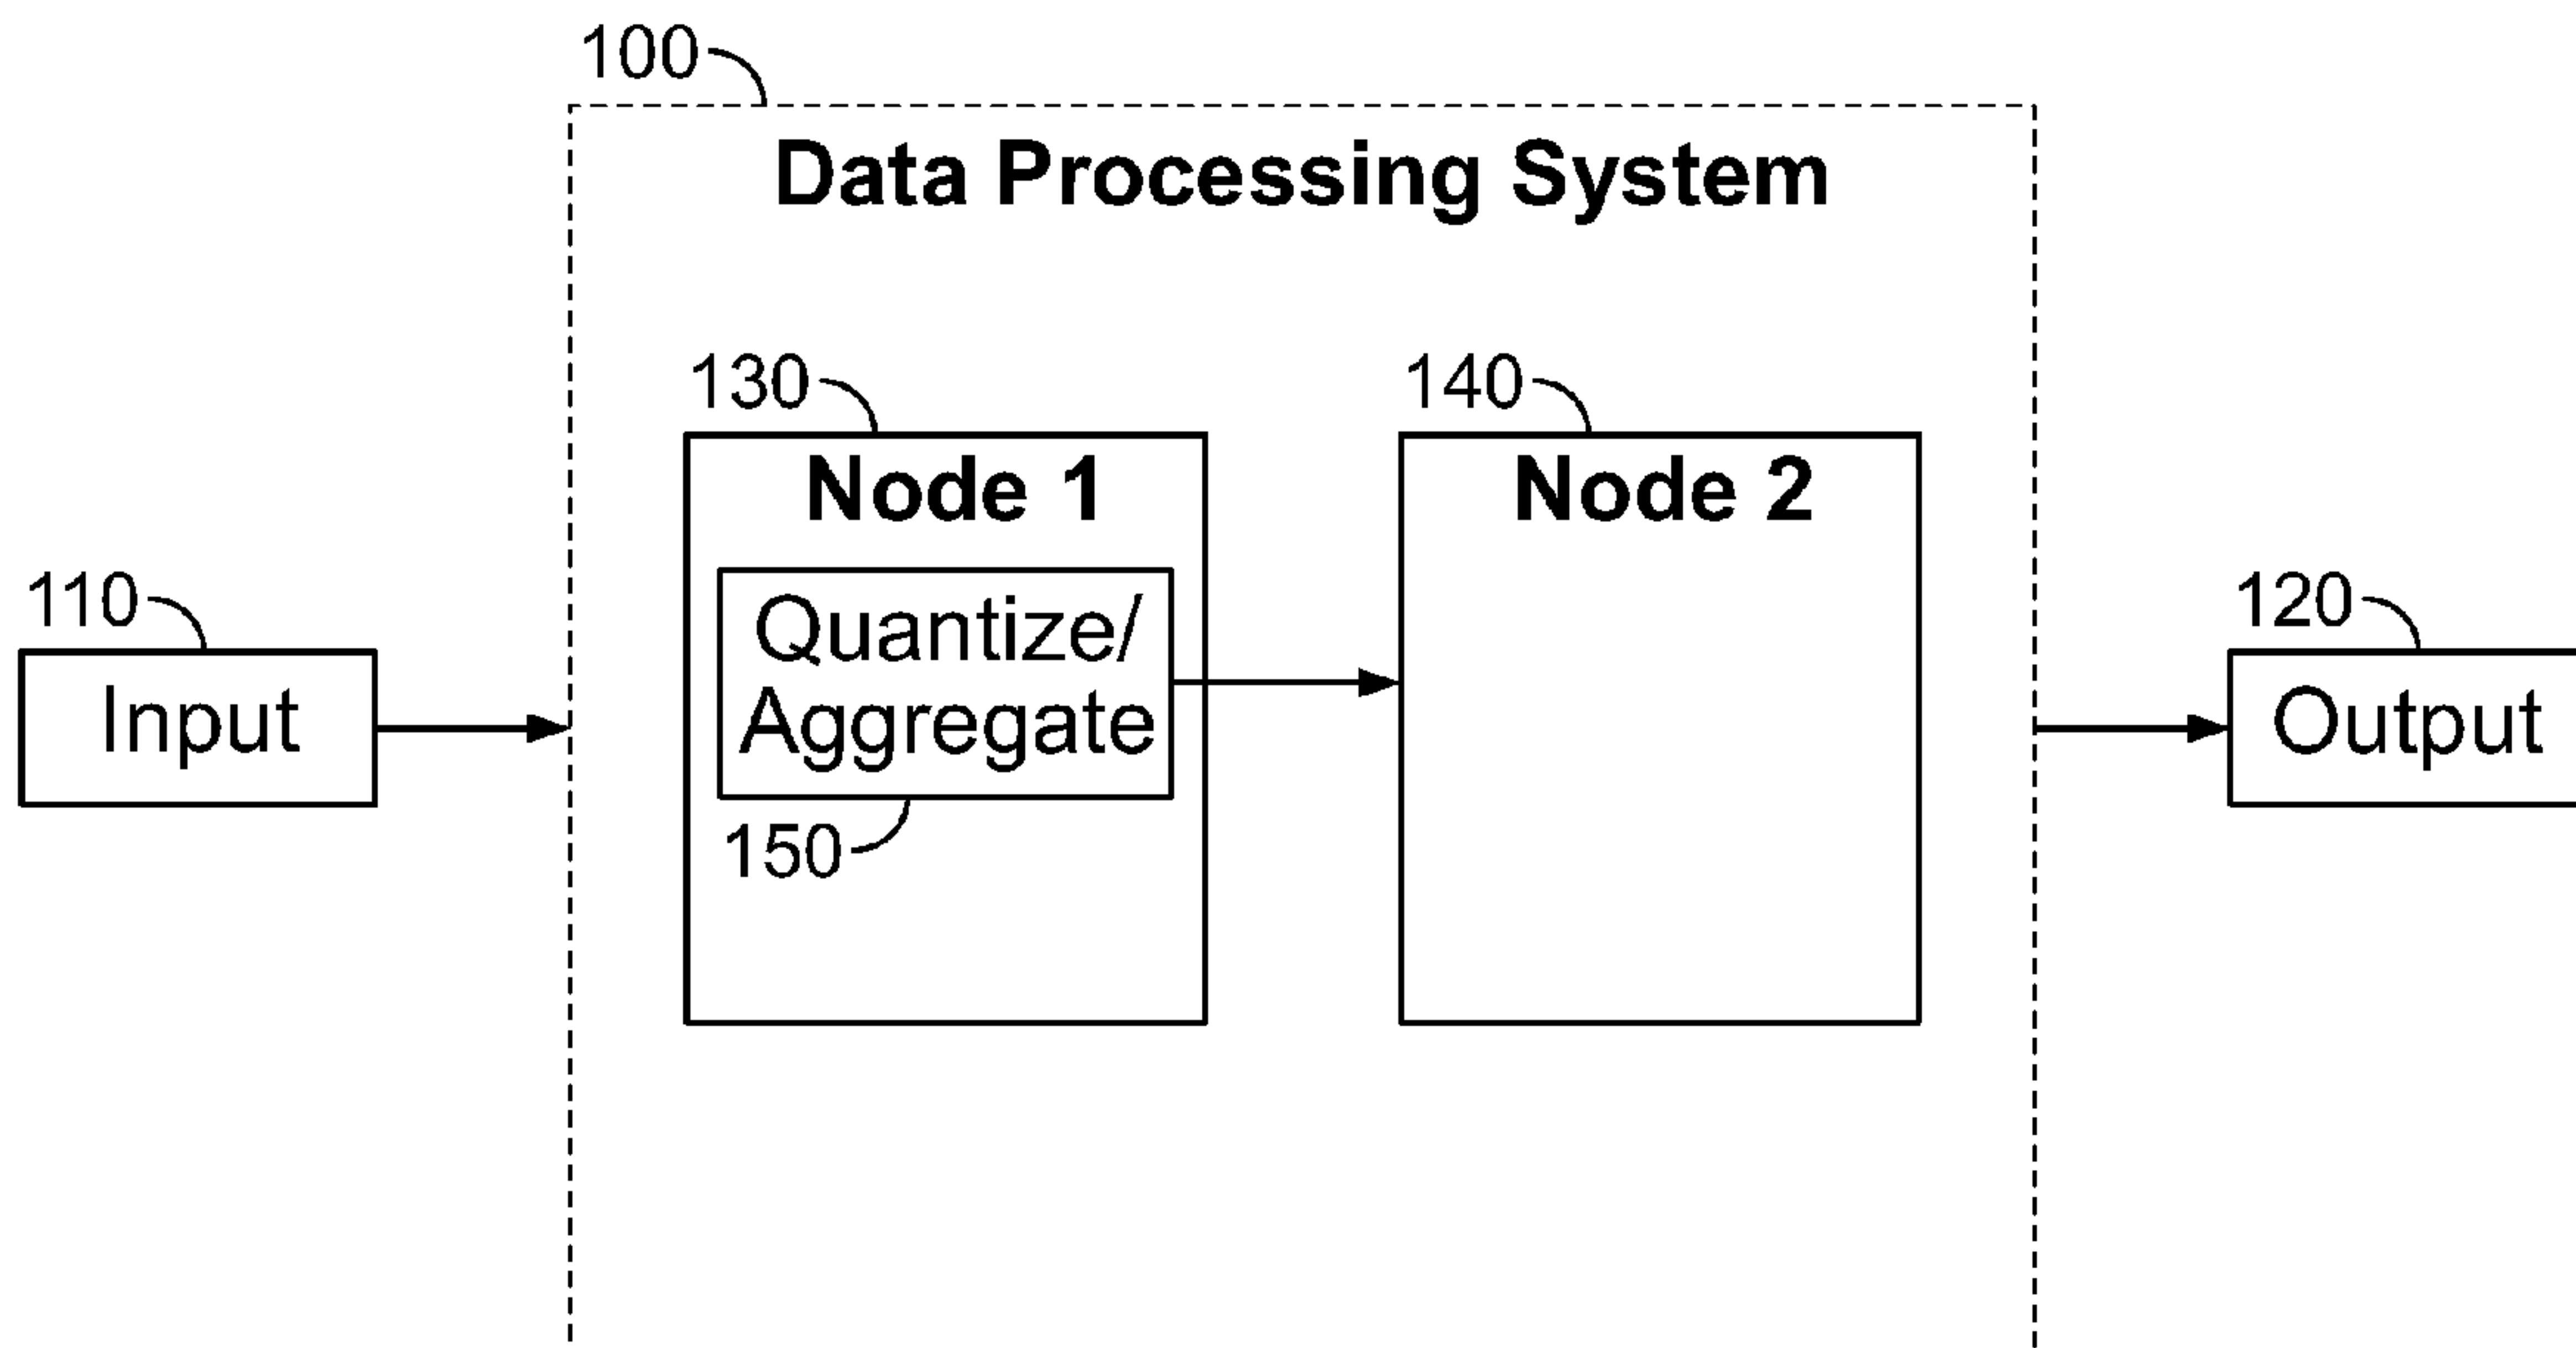 100
Data Processing System
130
140
Node 1
Node 2
110
Quantize/
Aggregate
120
Input
Output
150